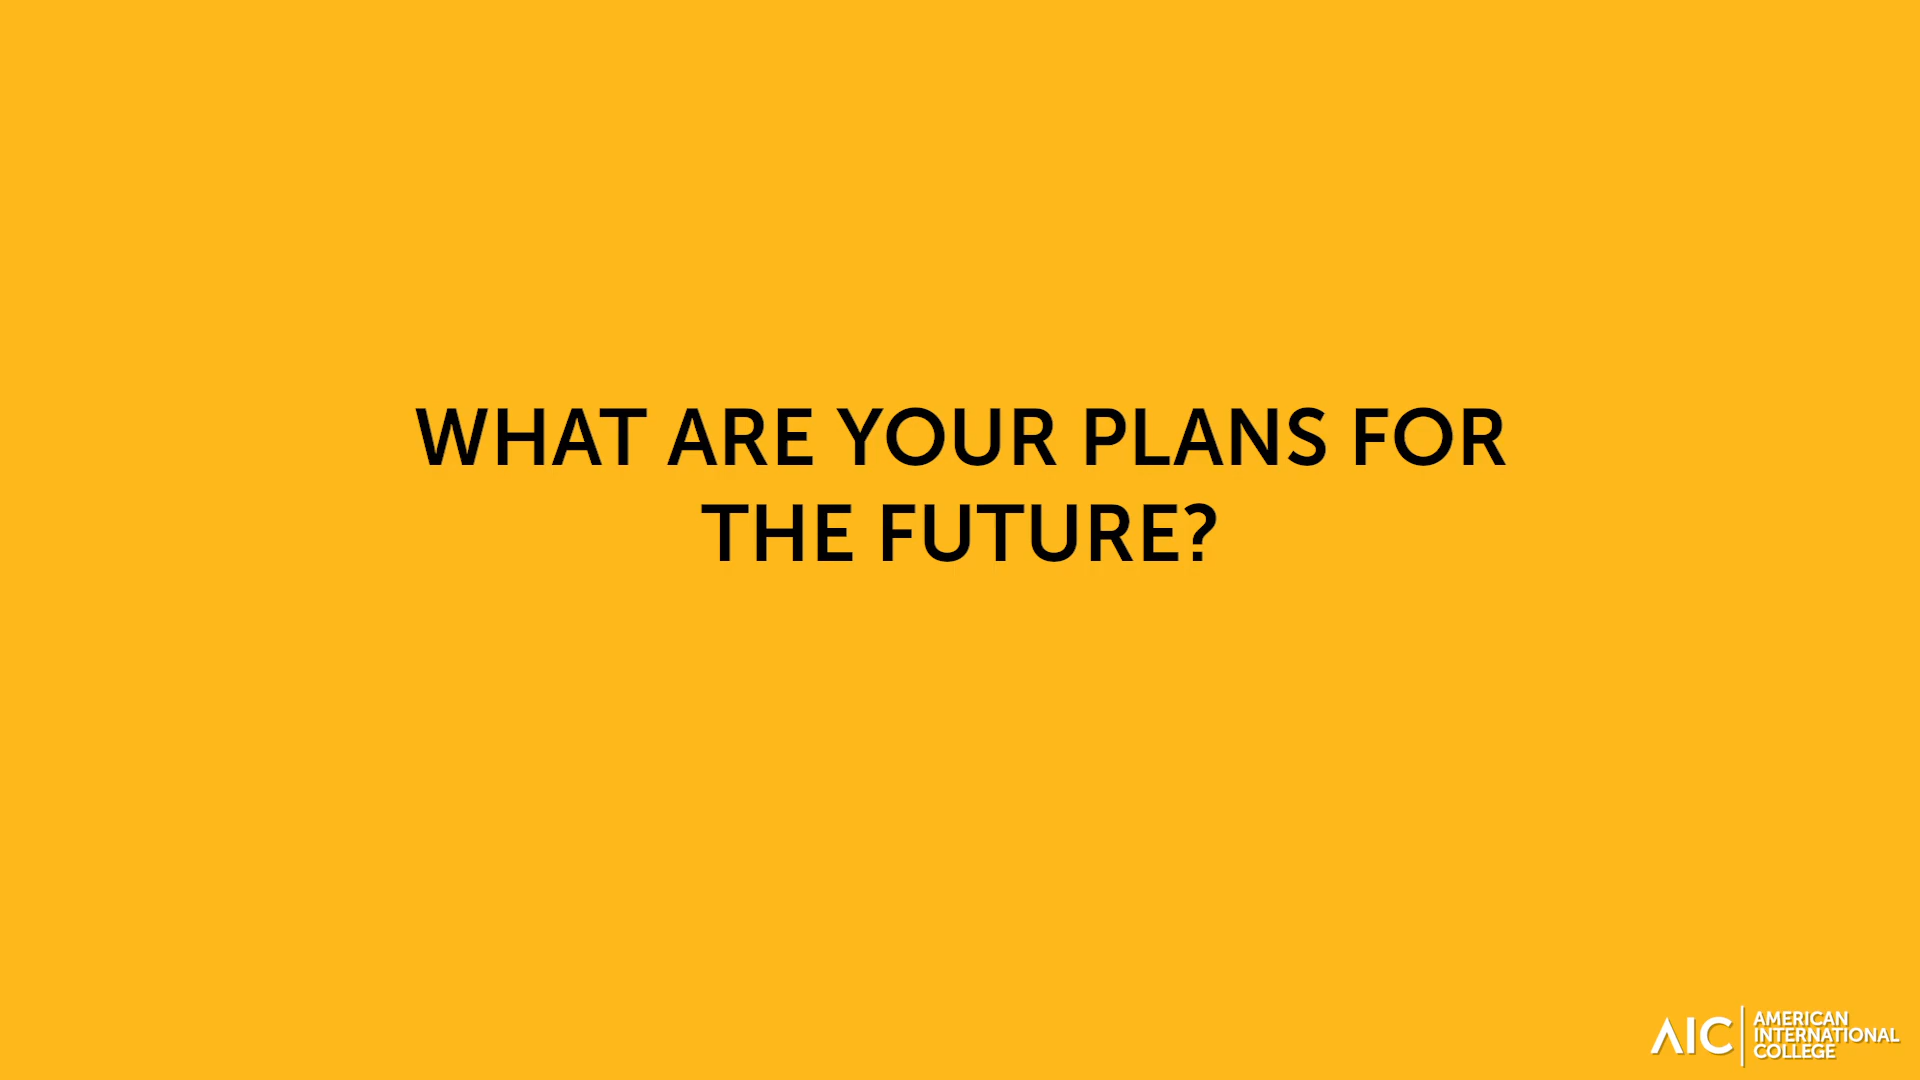 WHAT ARE YOUR PLANS FOR
THE FUTURE?
AIC
AMERICAN
INTERNATIONAL
COLLEGE